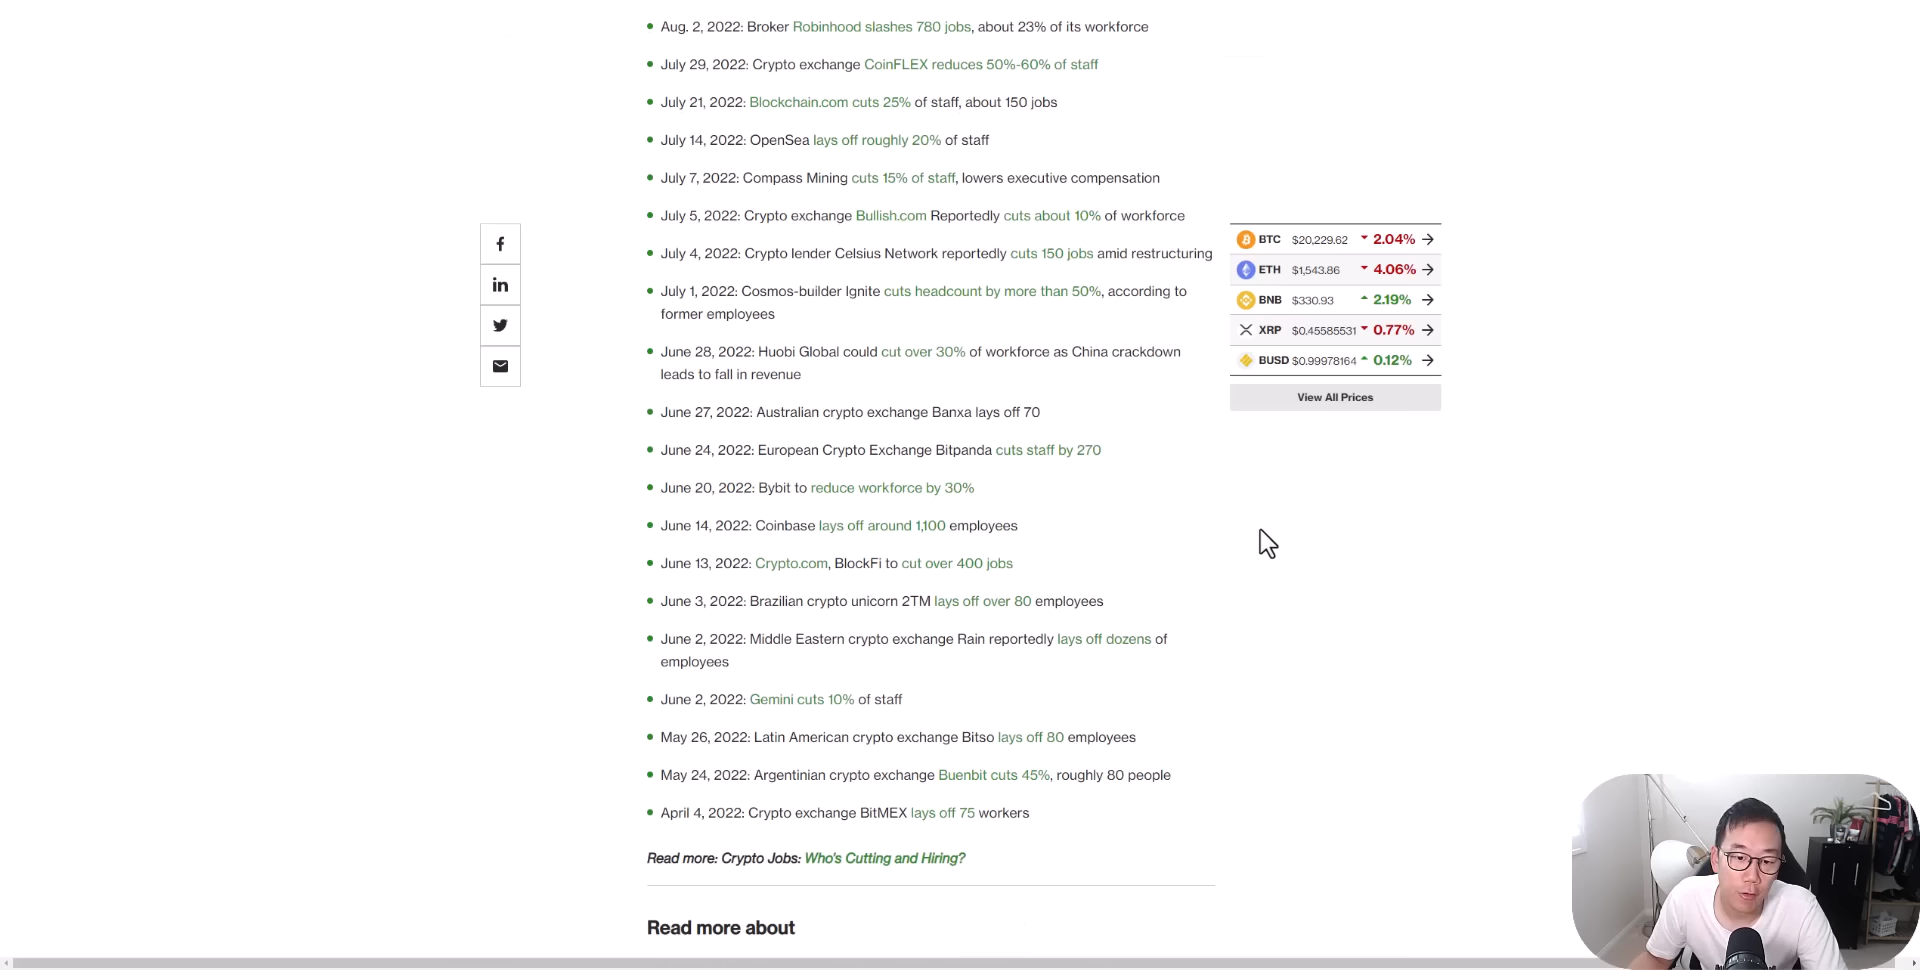 Aug. 2, 2022: Broker Robinhood slashes 780 jobs, about 23% of its workforce
July 29, 2022: Crypto exchange CoinFLEX reduces 50%-60% of staff
July 21, 2022: Blockchain.com cuts 25% of staff, about 150 jobs
July 14, 2022: OpenSea lays off roughly 20% of staff
July 7, 2022: Compass Mining cuts 15% of staff, lowers executive compensation
July 5, 2022: Crypto exchange Bullish.com Reportedly cuts about 10% of workforce
July 4, 2022: Crypto lender Celsius Network reportedly cuts 150 jobs amid restructuring
July 1, 2022: Cosmos-builder Ignite cuts headcount by more than 50%, according to
former employees
June 28, 2022: Huobi Global could cut over 30% of workforce as China crackdown
leads to fall in revenue
June 27, 2022: Australian crypto exchange Banxa lays off 70
June 24, 2022: European Crypto Exchange Bitpanda cuts staff by 270
June 20, 2022: Bybit to reduce workforce by 30%
June 14, 2022: Coinbase lays off around 1,100 employees
June 13, 2022: Crypto.com, BlockFi to cut over 400 jobs
June 3, 2022: Brazilian crypto unicorn 2TM lays off over 80 employees
June 2, 2022: Middle Eastern crypto exchange Rain reportedly lays off dozens of
employees
June 2, 2022: Gemini cuts 10% of staff
May 26, 2022: Latin American crypto exchange Bitso lays off 80 employees
May 24, 2022: Argentinian crypto exchange Buenbit cuts 45%, roughly 80 people
April 4, 2022: Crypto exchange BitMEX lays off 75 workers
Read more: Crypto Jobs: Who's Cutting and Hiring?
Read more about
BTC $20,229.62 2.04%
ETH $1,543.86 4.06%
BNB $330.93 2.19%
XRP $0.45585531 0.77%
BUSD $0.99978164 0.12%
View All Prices